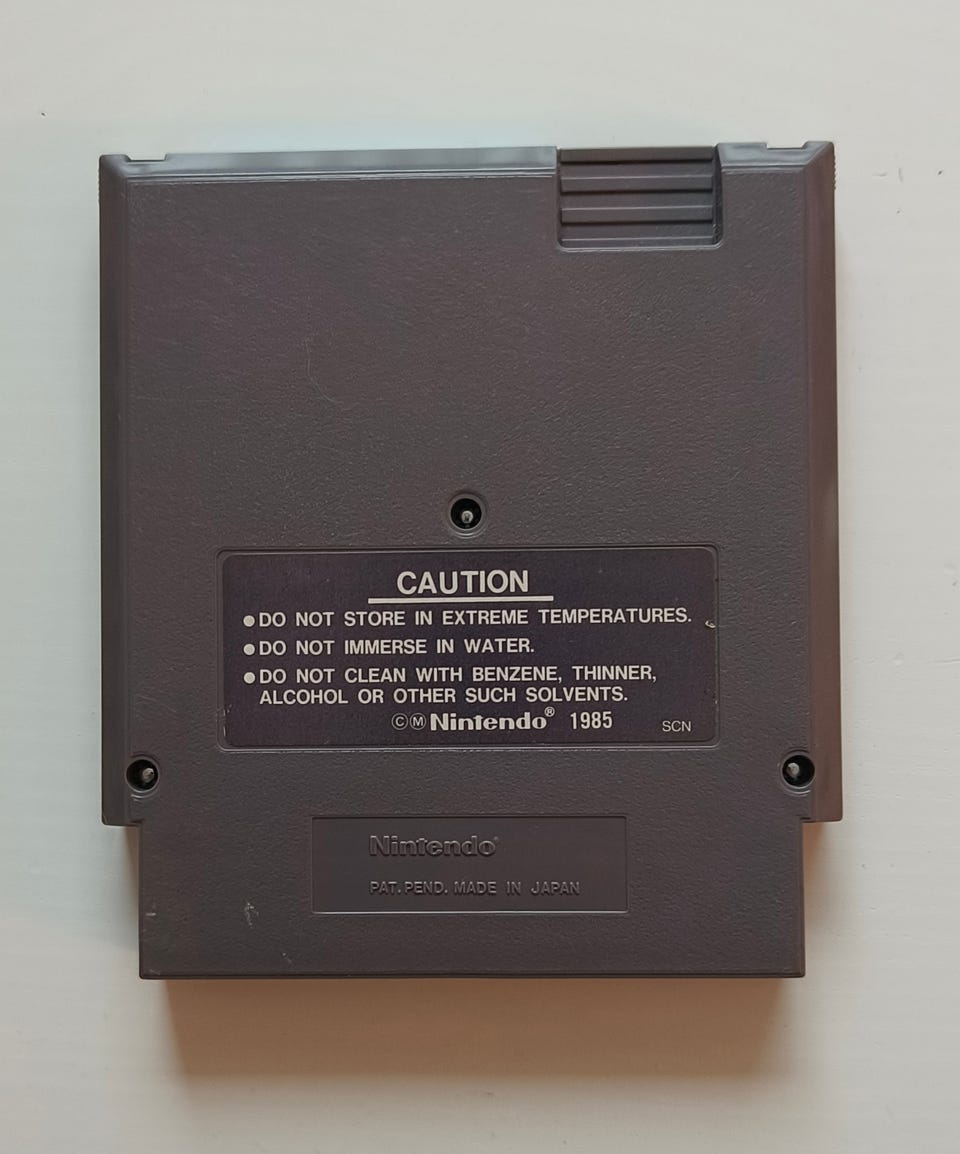 CAUTION
●DO NOT STORE IN EXTREME TEMPERATURES.
●DO NOT IMMERSE IN WATER.
●DO NOT CLEAN WITH BENZENE, THINNER,
ALCOHOL OR OTHER SUCH SOLVENTS.
©Ⓜ Nintendo® 1985 SCN
Nintendo®
PAT. PEND. MADE IN JAPAN